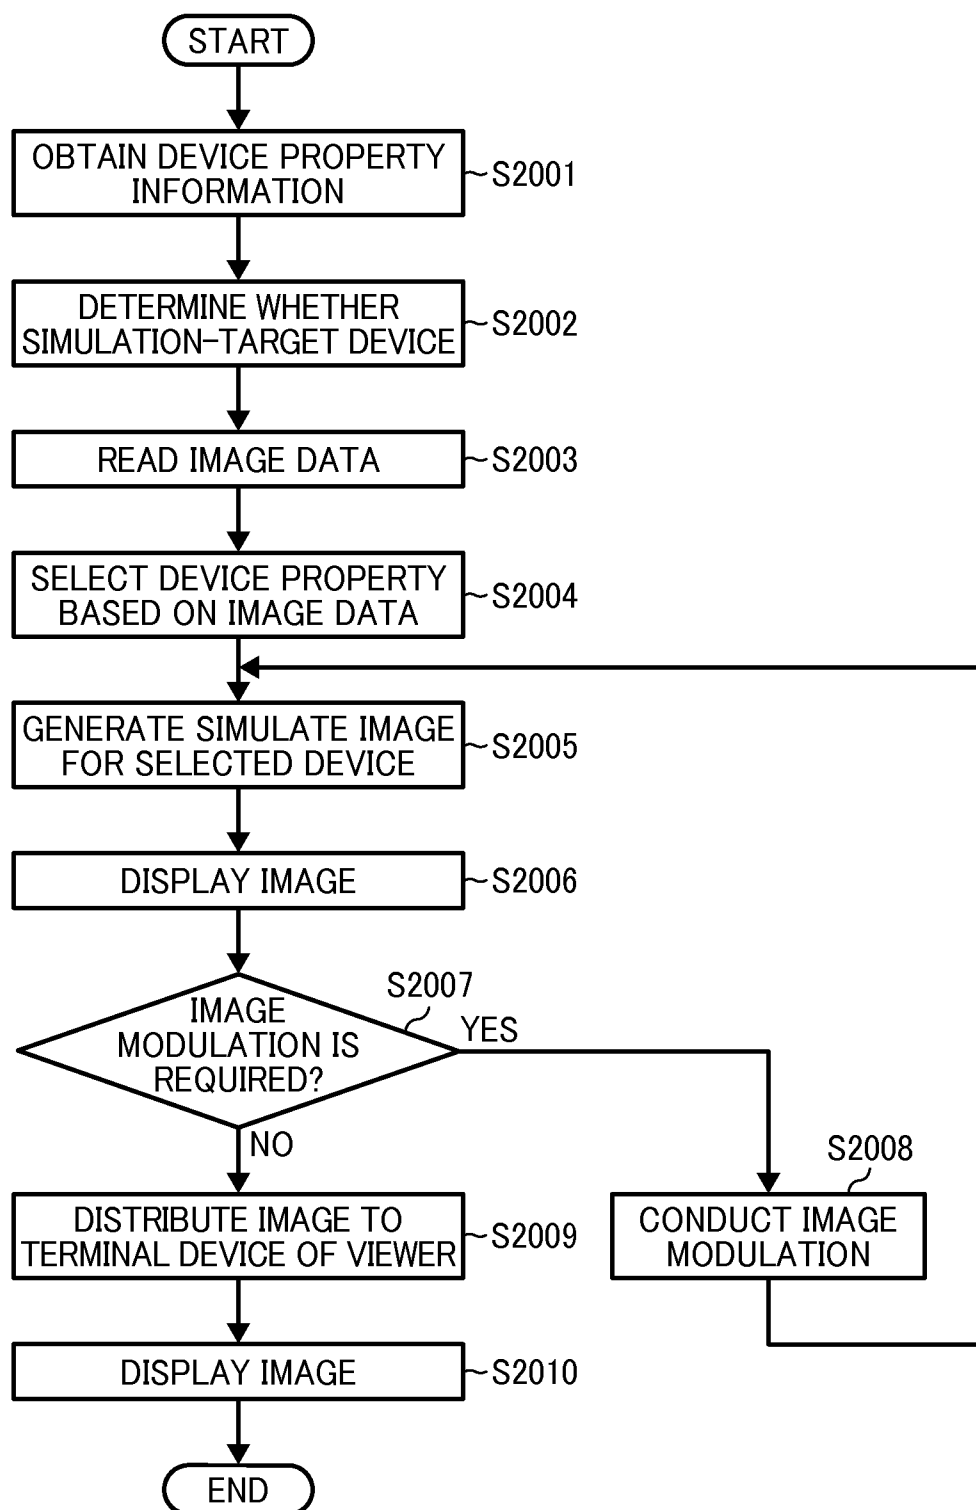 START
OBTAIN DEVICE PROPERTY
INFORMATION
S2001
DETERMINE WHETHER
SIMULATION-TARGET DEVICE
S2002
READ IMAGE DATA
S2003
SELECT DEVICE PROPERTY
BASED ON IMAGE DATA
S2004
GENERATE SIMULATE IMAGE
FOR SELECTED DEVICE
S2005
DISPLAY IMAGE
S2006
S2007
IMAGE
MODULATION IS
REQUIRED?
YES
NO
S2008
CONDUCT IMAGE
MODULATION
DISTRIBUTE IMAGE TO
TERMINAL DEVICE OF VIEWER
S2009
DISPLAY IMAGE
S2010
END